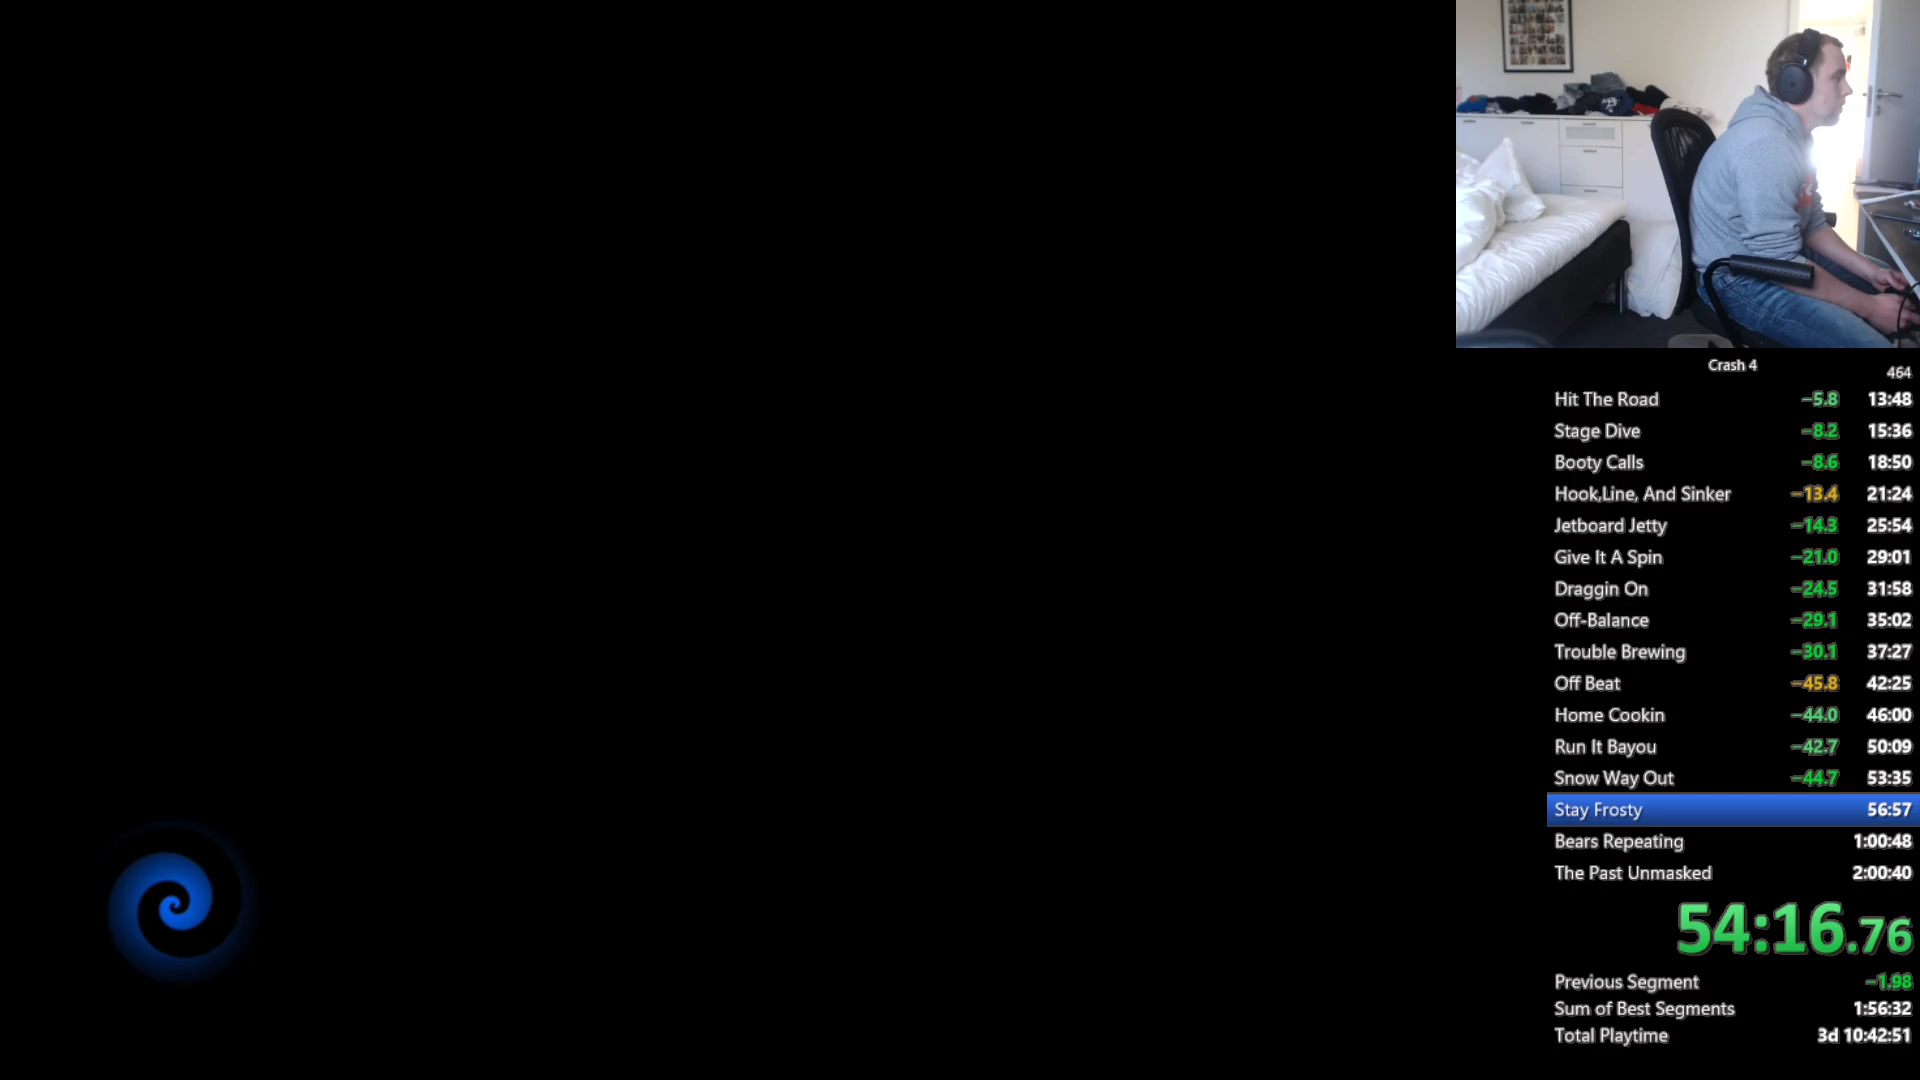 Crash 4
464
Hit The Road -5.8 13:48
Stage Dive -8.2 15:36
Booty Calls -8.6 18:50
Hook,Line, And Sinker -13.4 21:24
Jetboard Jetty -14.3 25:54
Give It A Spin -21.0 29:01
Draggin On -24.5 31:58
Off-Balance -29.1 35:02
Trouble Brewing -30.1 37:27
Off Beat -45.8 42:25
Home Cookin -44.0 46:00
Run It Bayou -42.7 50:09
Snow Way Out -44.7 53:35
Stay Frosty 56:57
Bears Repeating 1:00:48
The Past Unmasked 2:00:40
54:16.76
Previous Segment -1.98
Sum of Best Segments 1:56:32
Total Playtime 3d 10:42:51